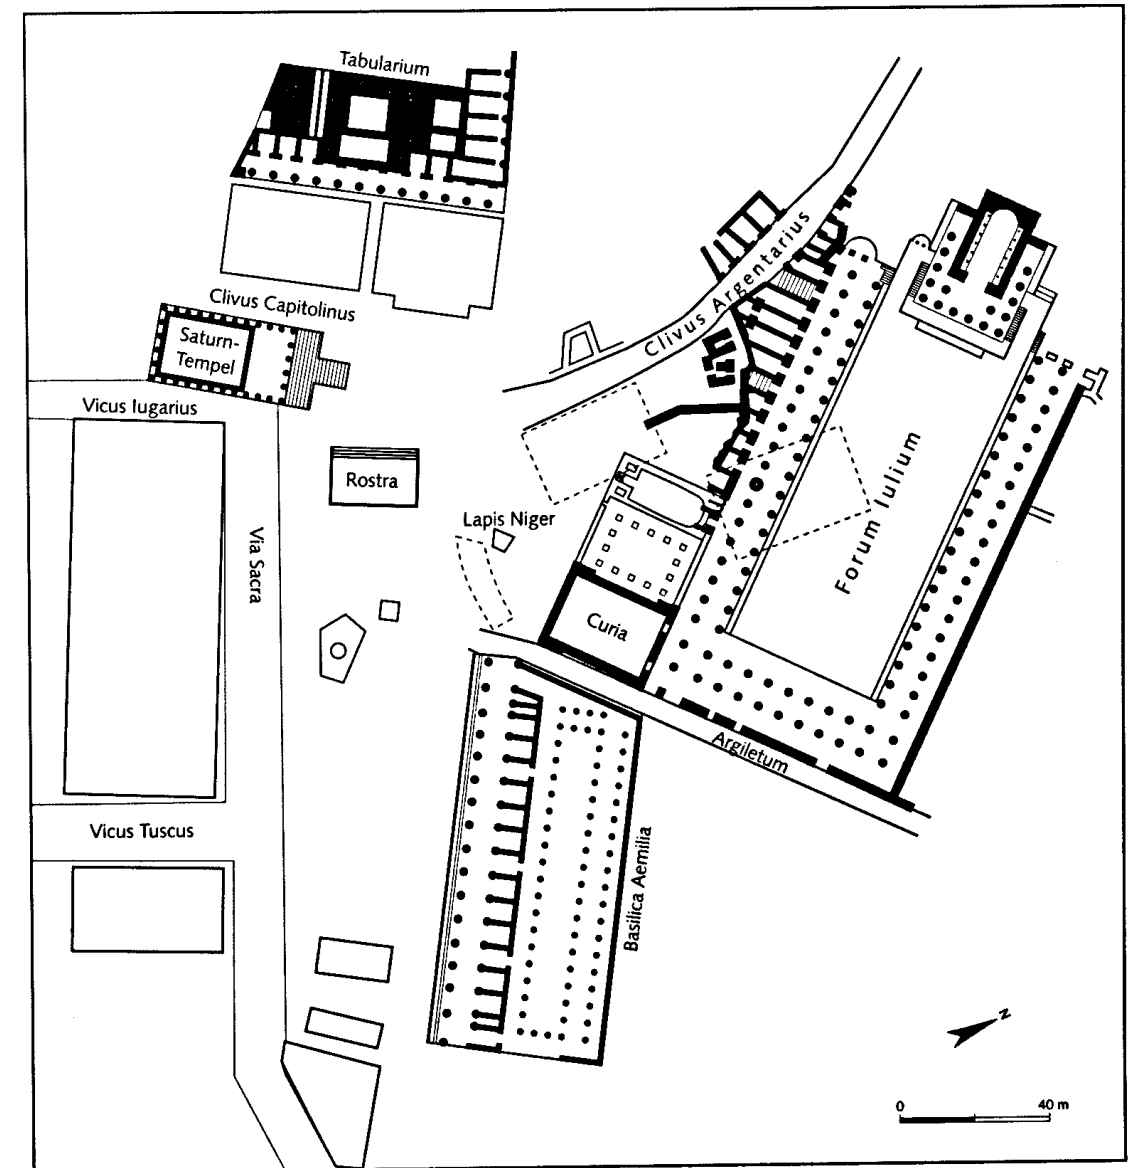 Tabularium
Clivus Capitolinus
Saturn-
Tempel
Clivus Argentarius
Vicus Iugarius
Rostra
Lapis Niger
Forum Iulium
Via Sacra
Curia
Argiletum
Vicus Tuscus
Basilica Aemilia
N
0 40 m